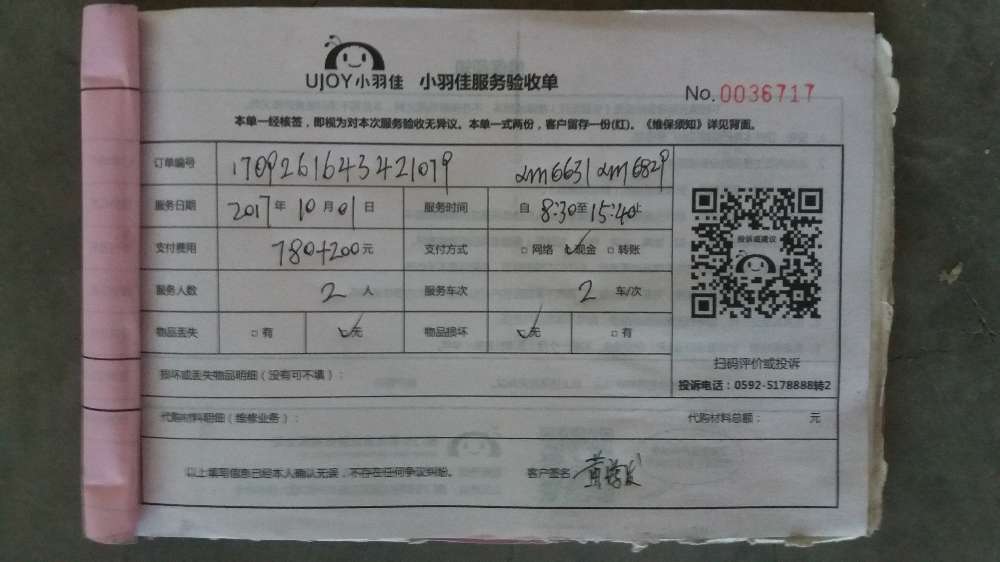 UJOY小羽佳 小羽佳服务验收单
No.0036717
本单一经核签，即视为对本次服务验收无异议。本单一式两份，客户留存一份(红)。《维保须知》详见背面。
订单编号 1709261643421079
服务日期 2017年10月01日 服务时间 自8:30至15:40止
支付费用 780+200元 支付方式 □网络 ✓现金 □转账
投诉或建议
服务人数 2人 服务车次 2车/次
物品丢失 □有 ✓无 物品损坏 ✓无 □有
扫码评价或投诉
损坏或丢失物品明细（没有可不填）：
投诉电话：0592-5178888转2
代购材料明细（维修业务）： 代购材料总额： 元
以上填写信息已经本人确认无误，不存在任何争议纠纷。 客户签名 黄